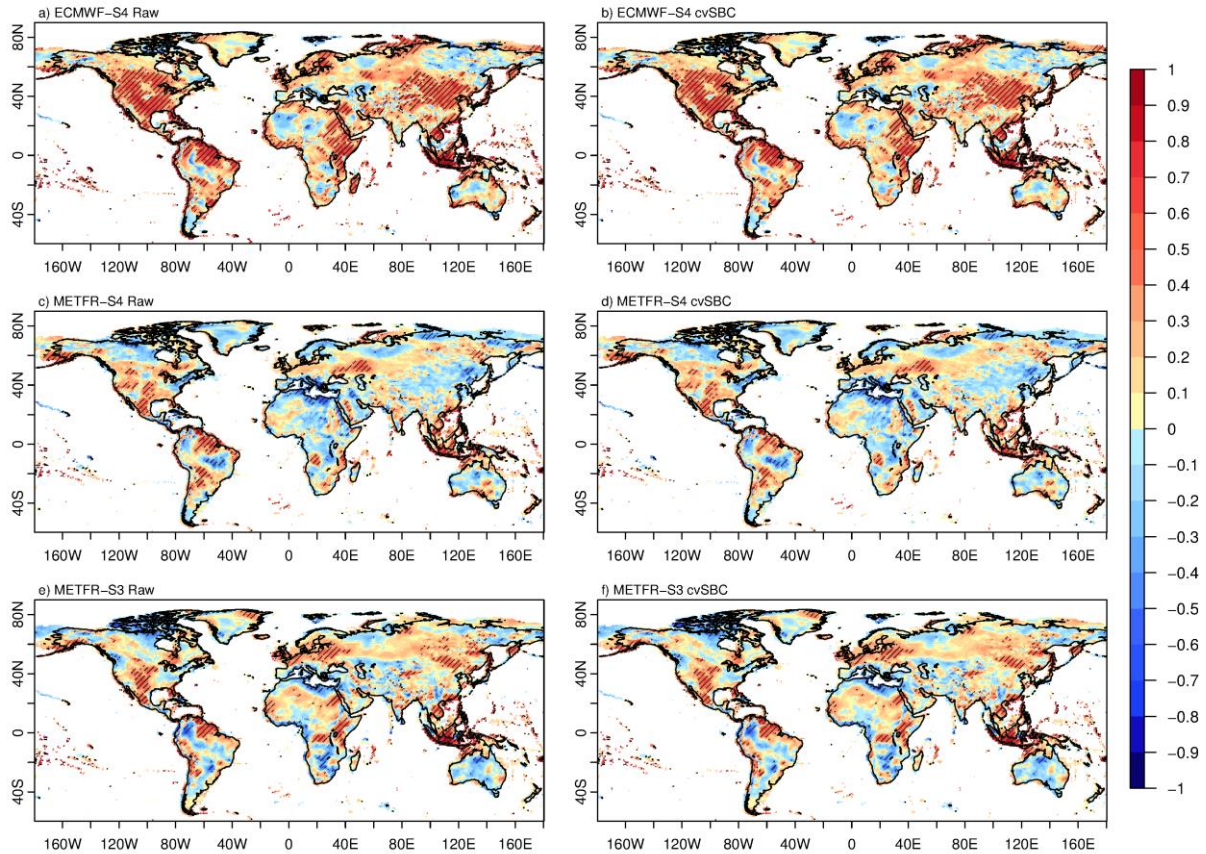 a) ECMWF−S4 Raw
b) ECMWF−S4 cvSBC
80N
40N
0
40S
160W 120W 80W 40W 0 40E 80E 120E 160E
80N
40N
0
40S
160W 120W 80W 40W 0 40E 80E 120E 160E
c) METFR−S4 Raw
d) METFR−S4 cvSBC
80N
40N
0
40S
160W 120W 80W 40W 0 40E 80E 120E 160E
80N
40N
0
40S
160W 120W 80W 40W 0 40E 80E 120E 160E
e) METFR−S3 Raw
f) METFR−S3 cvSBC
80N
40N
0
40S
160W 120W 80W 40W 0 40E 80E 120E 160E
80N
40N
0
40S
160W 120W 80W 40W 0 40E 80E 120E 160E
1
0.9
0.8
0.7
0.6
0.5
0.4
0.3
0.2
0.1
0
−0.1
−0.2
−0.3
−0.4
−0.5
−0.6
−0.7
−0.8
−0.9
−1